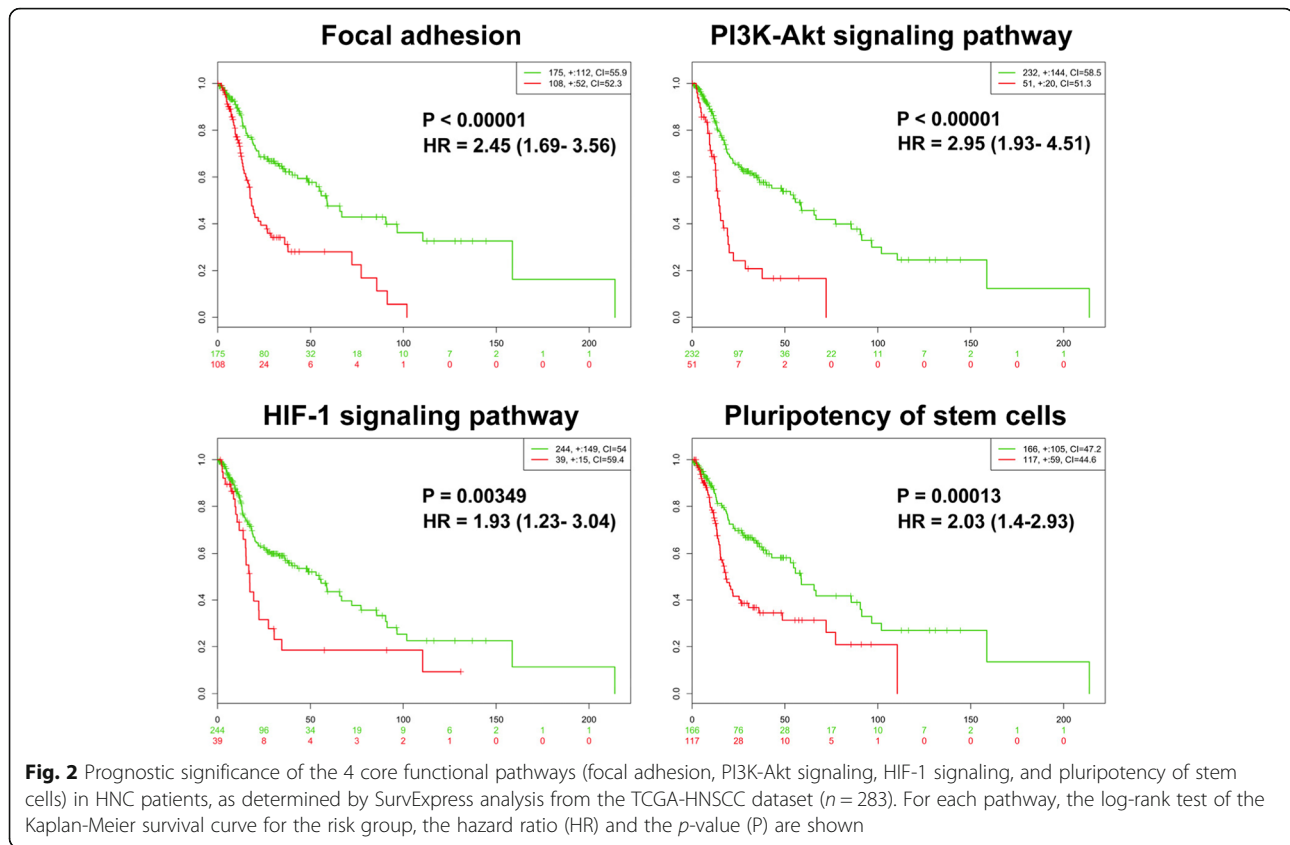 Focal adhesion
175, +:112, CI=55.9
108, +:52, CI=52.3
P < 0.00001
HR = 2.45 (1.69- 3.56)
1.0
0.8
0.6
0.4
0.2
0.0
0 50 100 150 200
175 80 32 18 10 7 2 1 1
108 24 6 4 1 0 0 0 0
PI3K-Akt signaling pathway
232, +:144, CI=58.5
51, +:20, CI=51.3
P < 0.00001
HR = 2.95 (1.93- 4.51)
1.0
0.8
0.6
0.4
0.2
0.0
0 50 100 150 200
232 97 36 22 11 7 2 1 1
51 7 2 0 0 0 0 0 0
HIF-1 signaling pathway
244, +:149, CI=54
39, +:15, CI=59.4
P = 0.00349
HR = 1.93 (1.23- 3.04)
1.0
0.8
0.6
0.4
0.2
0.0
0 50 100 150 200
244 96 34 19 9 6 2 1 1
39 8 4 3 2 1 0 0 0
Pluripotency of stem cells
166, +:105, CI=47.2
117, +:59, CI=44.6
P = 0.00013
HR = 2.03 (1.4-2.93)
1.0
0.8
0.6
0.4
0.2
0.0
0 50 100 150 200
166 76 28 17 10 7 2 1 1
117 28 10 5 1 0 0 0 0
Fig. 2 Prognostic significance of the 4 core functional pathways (focal adhesion, PI3K-Akt signaling, HIF-1 signaling, and pluripotency of stem
cells) in HNC patients, as determined by SurvExpress analysis from the TCGA-HNSCC dataset (n = 283). For each pathway, the log-rank test of the
Kaplan-Meier survival curve for the risk group, the hazard ratio (HR) and the p-value (P) are shown